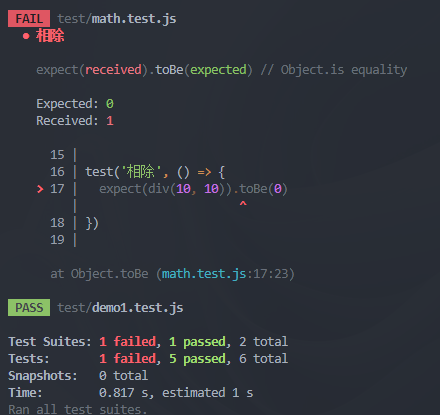 FAIL test/math.test.js
● 相除
expect(received).toBe(expected) // Object.is equality
Expected: 0
Received: 1
15 |
16 | test('相除', () => {
> 17 |   expect(div(10, 10)).toBe(0)
|                       ^
18 | })
19 |
at Object.toBe (math.test.js:17:23)
PASS test/demo1.test.js
Test Suites: 1 failed, 1 passed, 2 total
Tests:       1 failed, 5 passed, 6 total
Snapshots:   0 total
Time:        0.817 s, estimated 1 s
Ran all test suites.